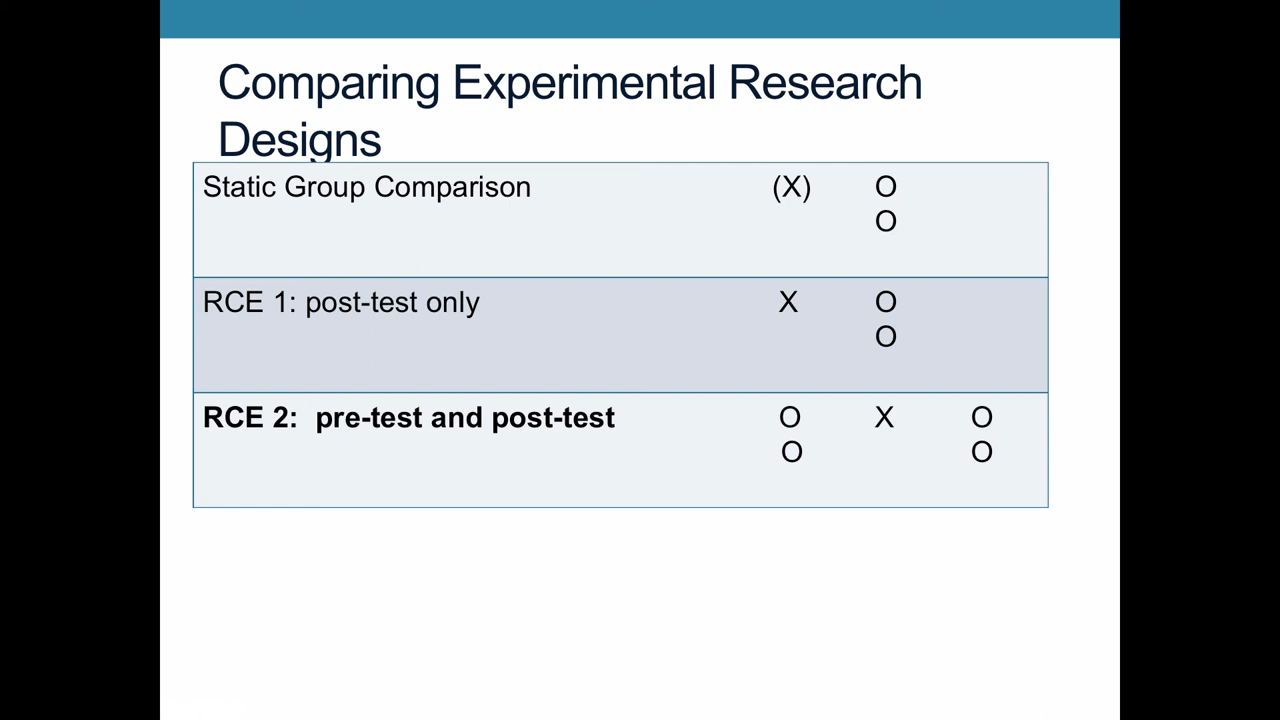 Comparing Experimental Research
Designs
Static Group Comparison (X) O
O
RCE 1: post-test only X O
O
RCE 2: pre-test and post-test O X O
O O